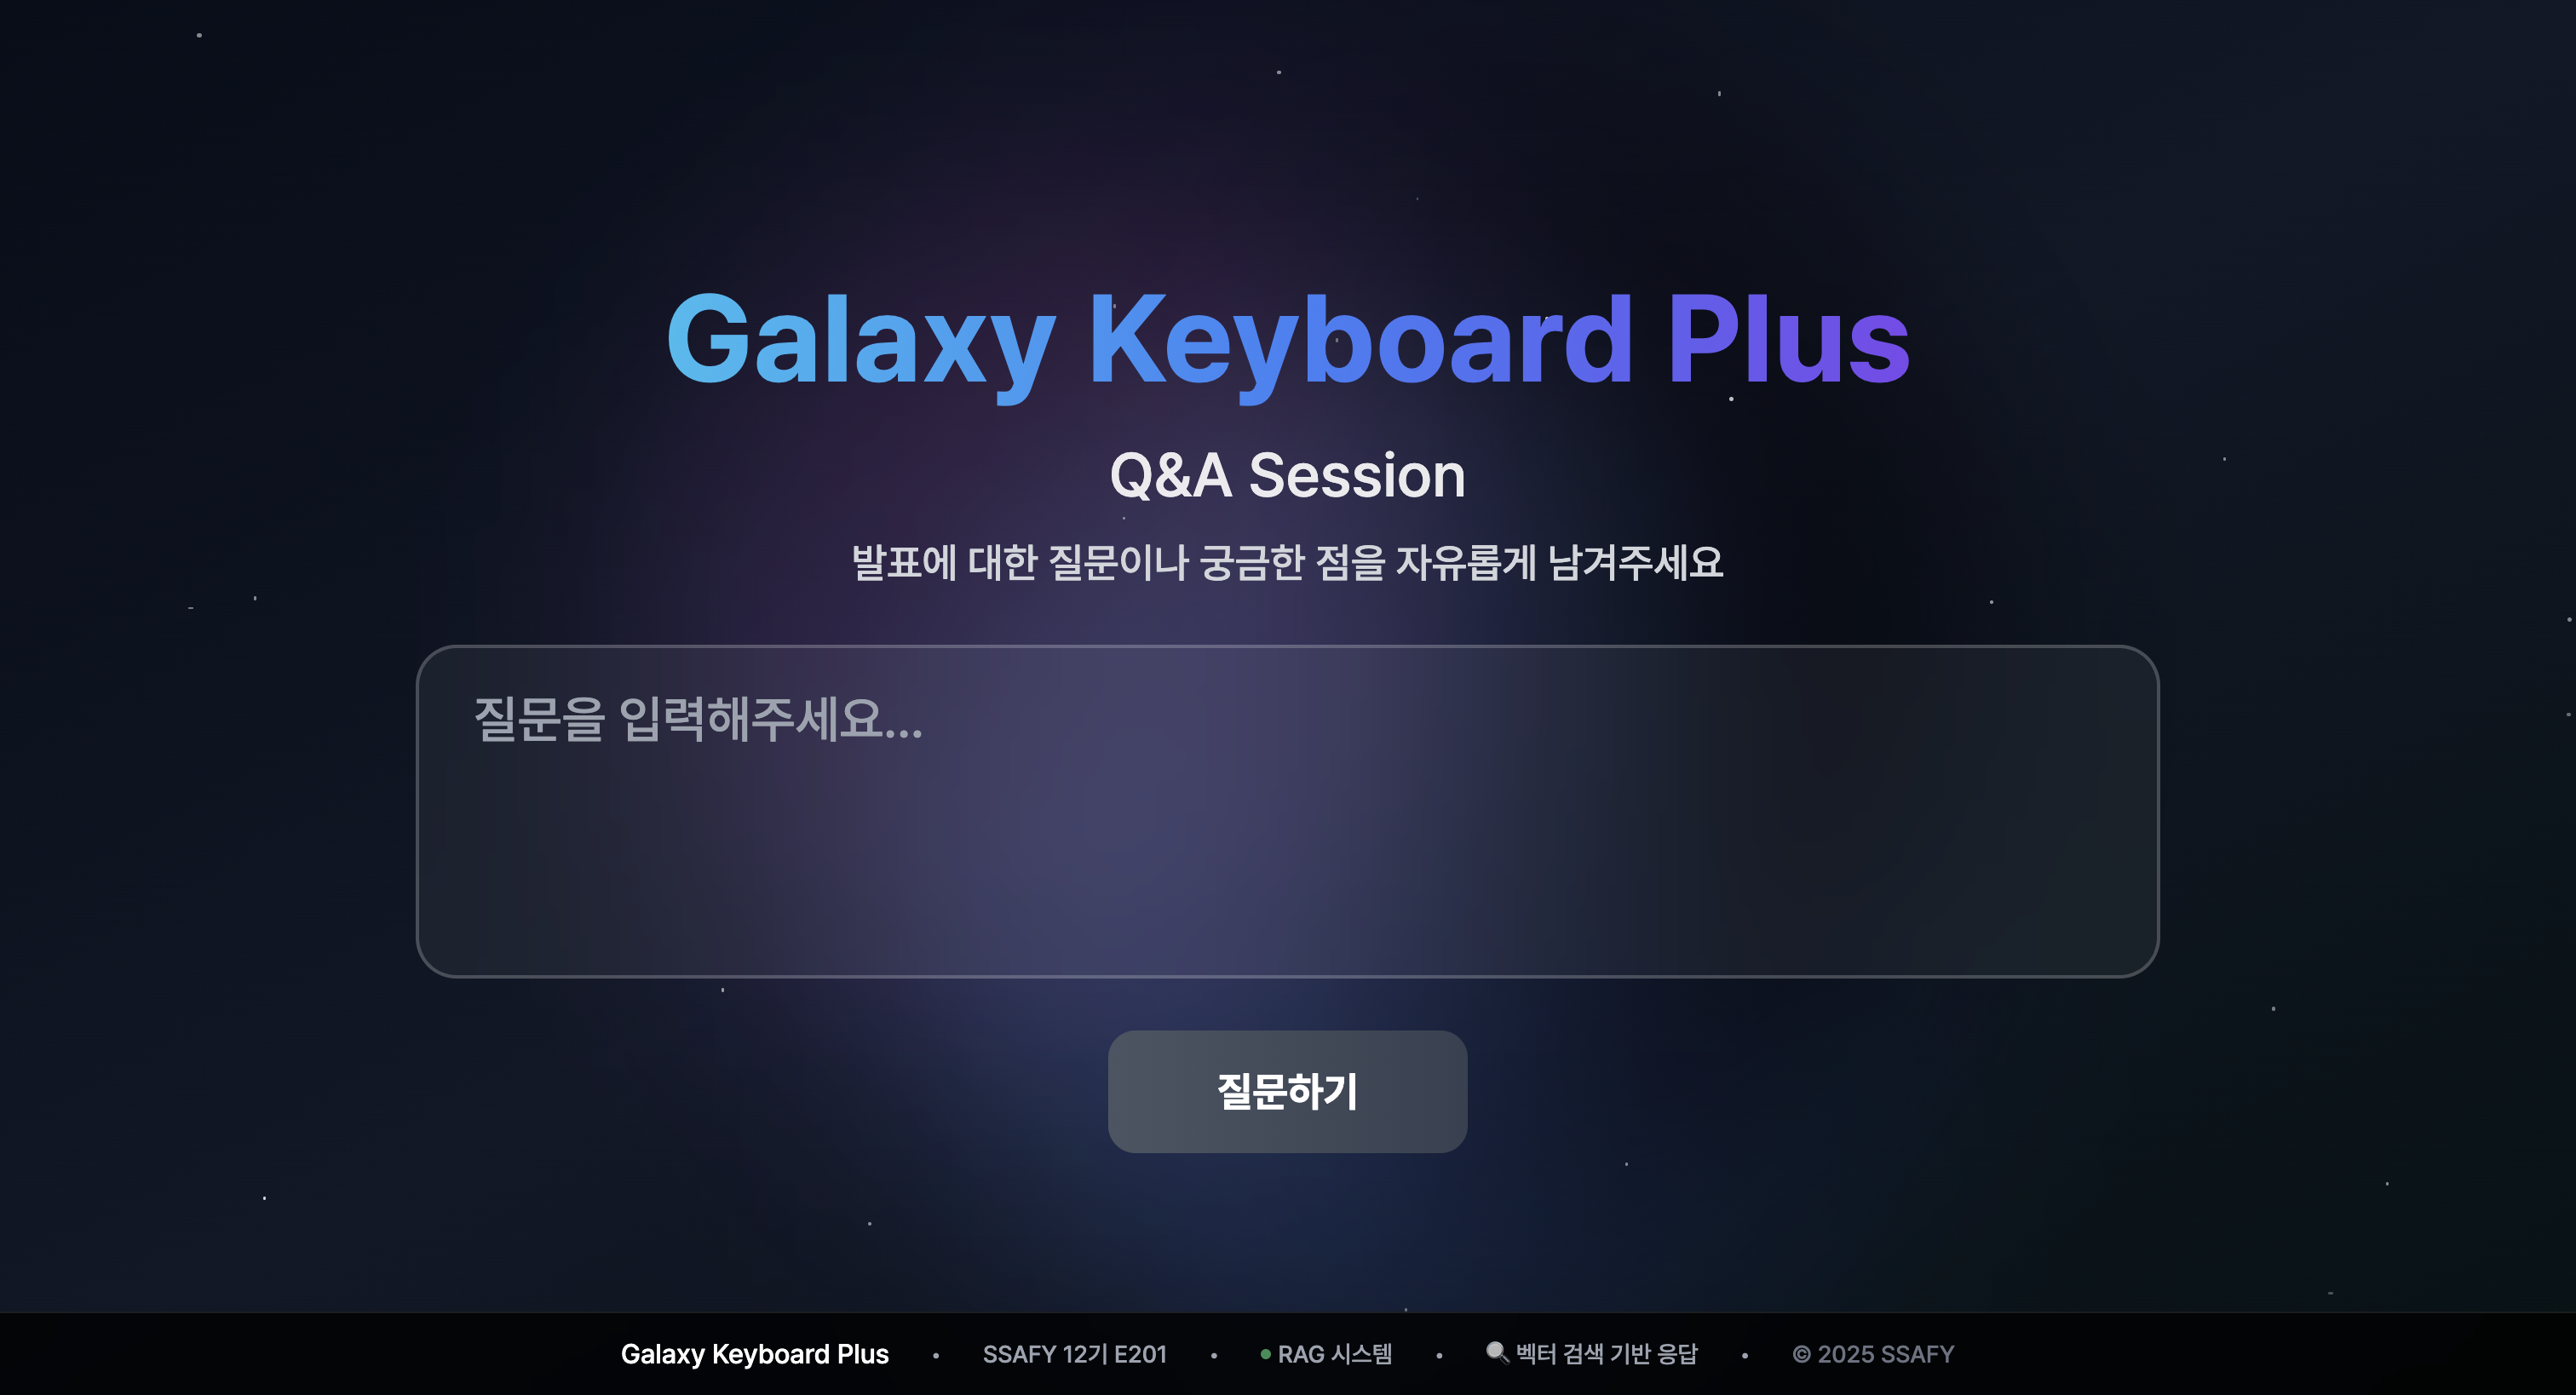 Galaxy Keyboard Plus
Q&A Session
발표에 대한 질문이나 궁금한 점을 자유롭게 남겨주세요
질문을 입력해주세요...
질문하기
Galaxy Keyboard Plus • SSAFY 12기 E201 • RAG 시스템 • 벡터 검색 기반 응답 • © 2025 SSAFY